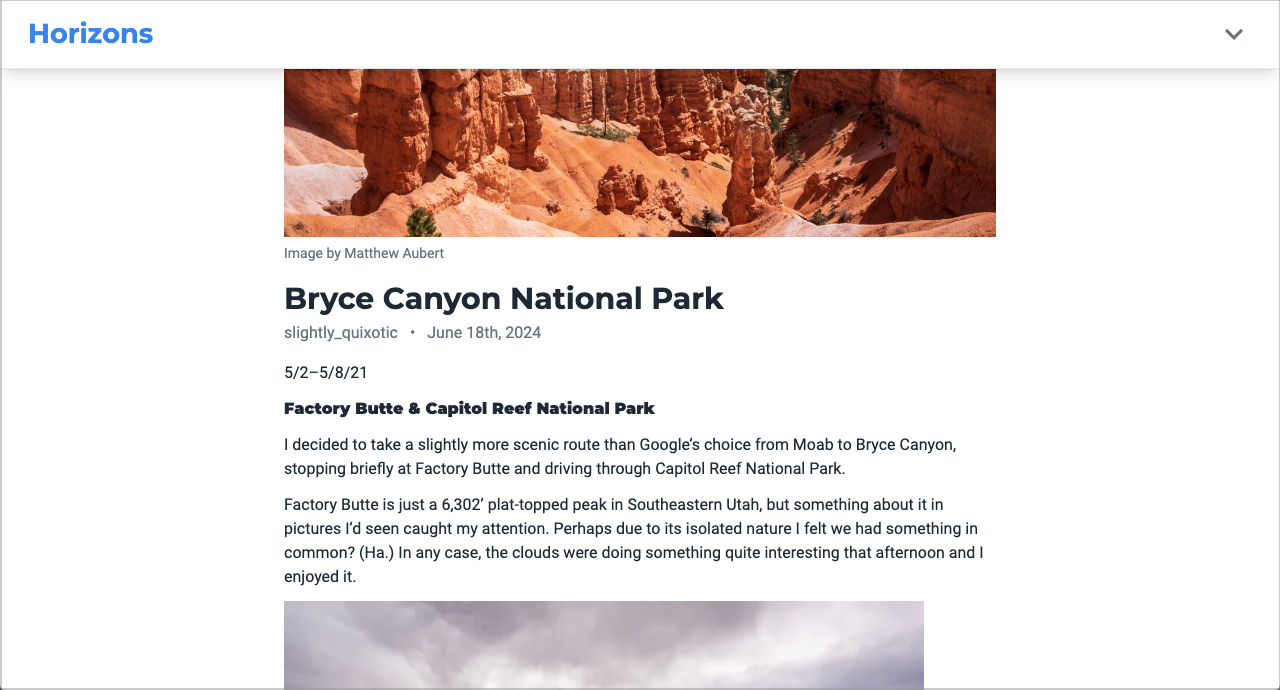 Horizons
Image by Matthew Aubert
Bryce Canyon National Park
slightly_quixotic • June 18th, 2024
5/2–5/8/21
Factory Butte & Capitol Reef National Park
I decided to take a slightly more scenic route than Google’s choice from Moab to Bryce Canyon,
stopping briefly at Factory Butte and driving through Capitol Reef National Park.
Factory Butte is just a 6,302’ plat-topped peak in Southeastern Utah, but something about it in
pictures I’d seen caught my attention. Perhaps due to its isolated nature I felt we had something in
common? (Ha.) In any case, the clouds were doing something quite interesting that afternoon and I
enjoyed it.